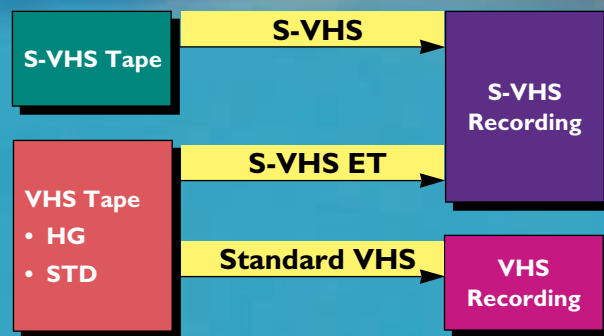 S-VHS Tape
S-VHS
S-VHS
Recording
VHS Tape
• HG
• STD
S-VHS ET
Standard VHS
VHS
Recording